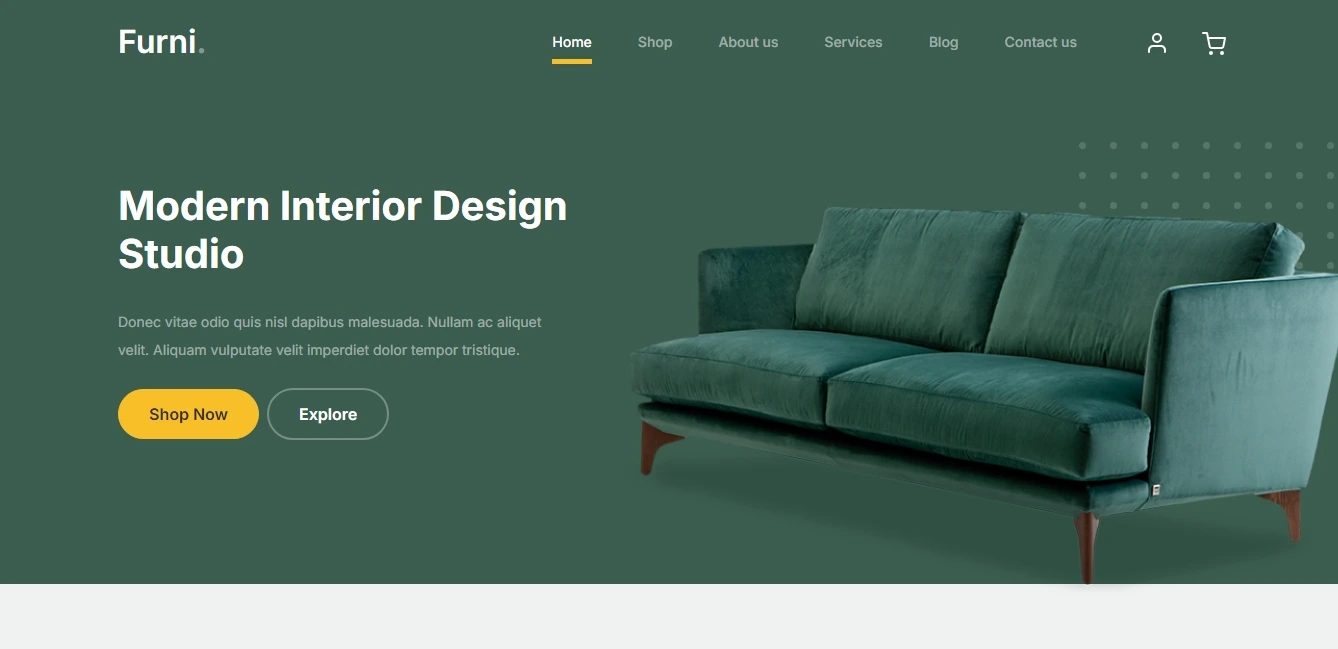 Furni.
Home Shop About us Services Blog Contact us
Modern Interior Design
Studio
Donec vitae odio quis nisl dapibus malesuada. Nullam ac aliquet
velit. Aliquam vulputate velit imperdiet dolor tempor tristique.
Shop Now Explore